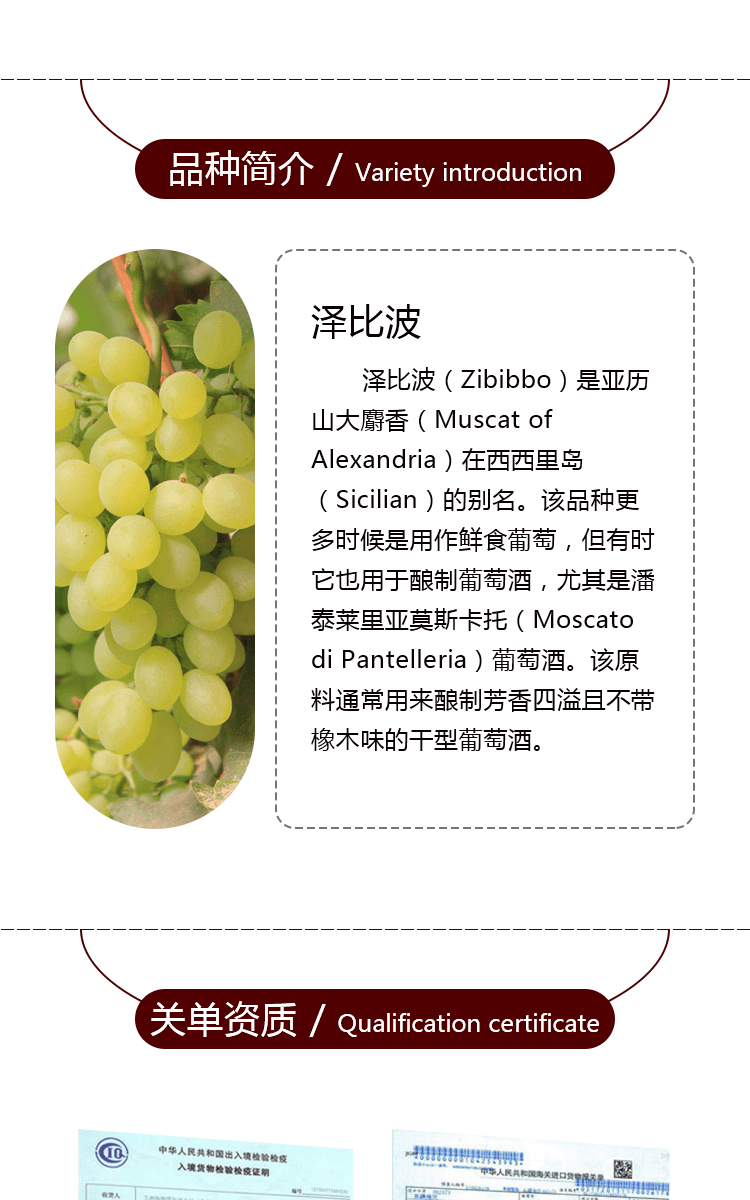 品种简介 / Variety introduction
泽比波
泽比波（Zibibbo）是亚历
山大麝香（Muscat of
Alexandria）在西西里岛
（Sicilian）的别名。该品种更
多时候是用作鲜食葡萄，但有时
它也用于酿制葡萄酒，尤其是潘
泰莱里亚莫斯卡托（Moscato
di Pantelleria）葡萄酒。该原
料通常用来酿制芳香四溢且不带
橡木味的干型葡萄酒。
关单资质 / Qualification certificate
CIQ
中华人民共和国出入境检验检疫
入境货物检验检疫证明
编号
收货人
中华人民共和国海关进口货物报关单